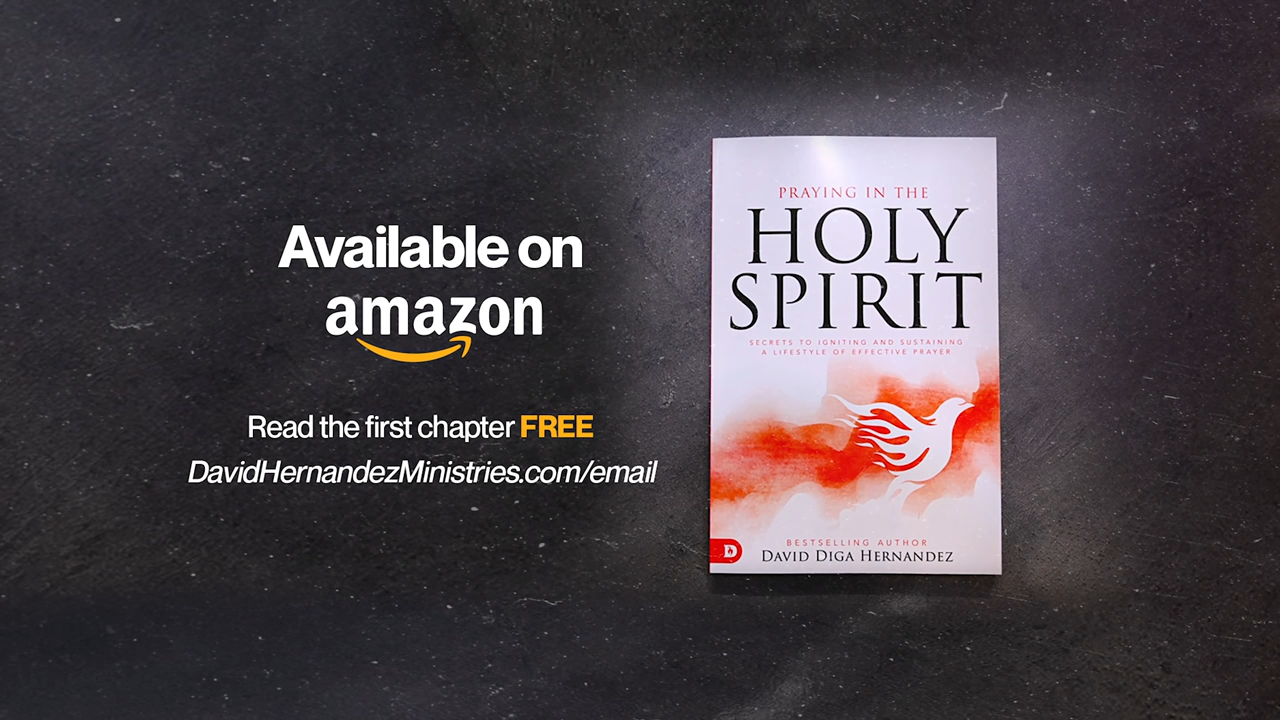 Available on
amazon
Read the first chapter FREE
DavidHernandezMinistries.com/email
PRAYING IN THE
HOLY
SPIRIT
SECRETS TO IGNITING AND SUSTAINING
A LIFESTYLE OF EFFECTIVE PRAYER
BESTSELLING AUTHOR
DAVID DIGA HERNANDEZ
D